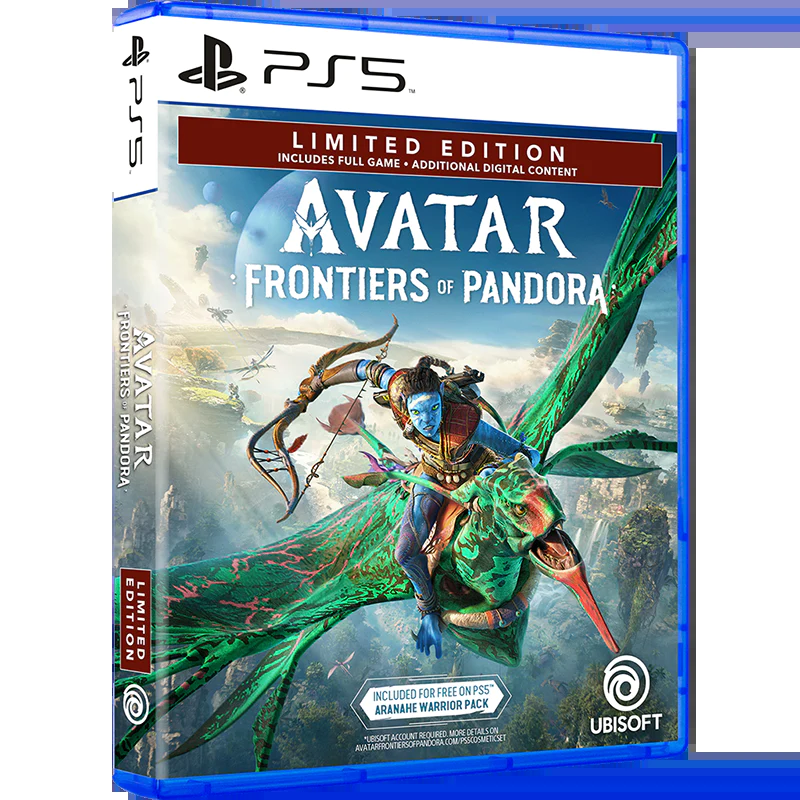 PS5
LIMITED EDITION
INCLUDES FULL GAME • ADDITIONAL DIGITAL CONTENT
AVATAR
FRONTIERS OF PANDORA
INCLUDED FOR FREE ON PS5™
ARANAHE WARRIOR PACK
*UBISOFT ACCOUNT REQUIRED. MORE DETAILS ON
AVATARFRONTIERSOFPANDORA.COM/PS5COSMETICSET
UBISOFT
PS5
AVATAR
FRONTIERS OF PANDORA
LIMITED
EDITION